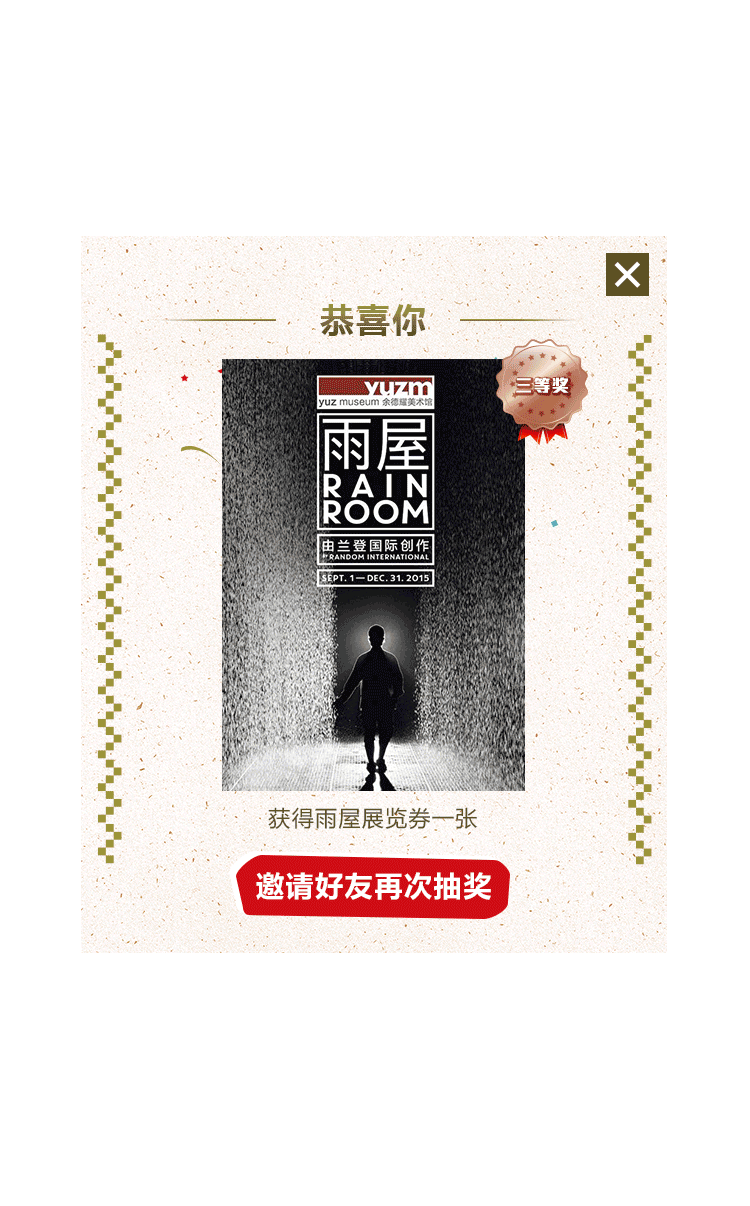 恭喜你
三等奖
yuzm
yuz museum 余德耀美术馆
雨屋
RAIN
ROOM
由兰登国际创作
BY RANDOM INTERNATIONAL
SEPT. 1—DEC. 31. 2015
获得雨屋展览券一张
邀请好友再次抽奖